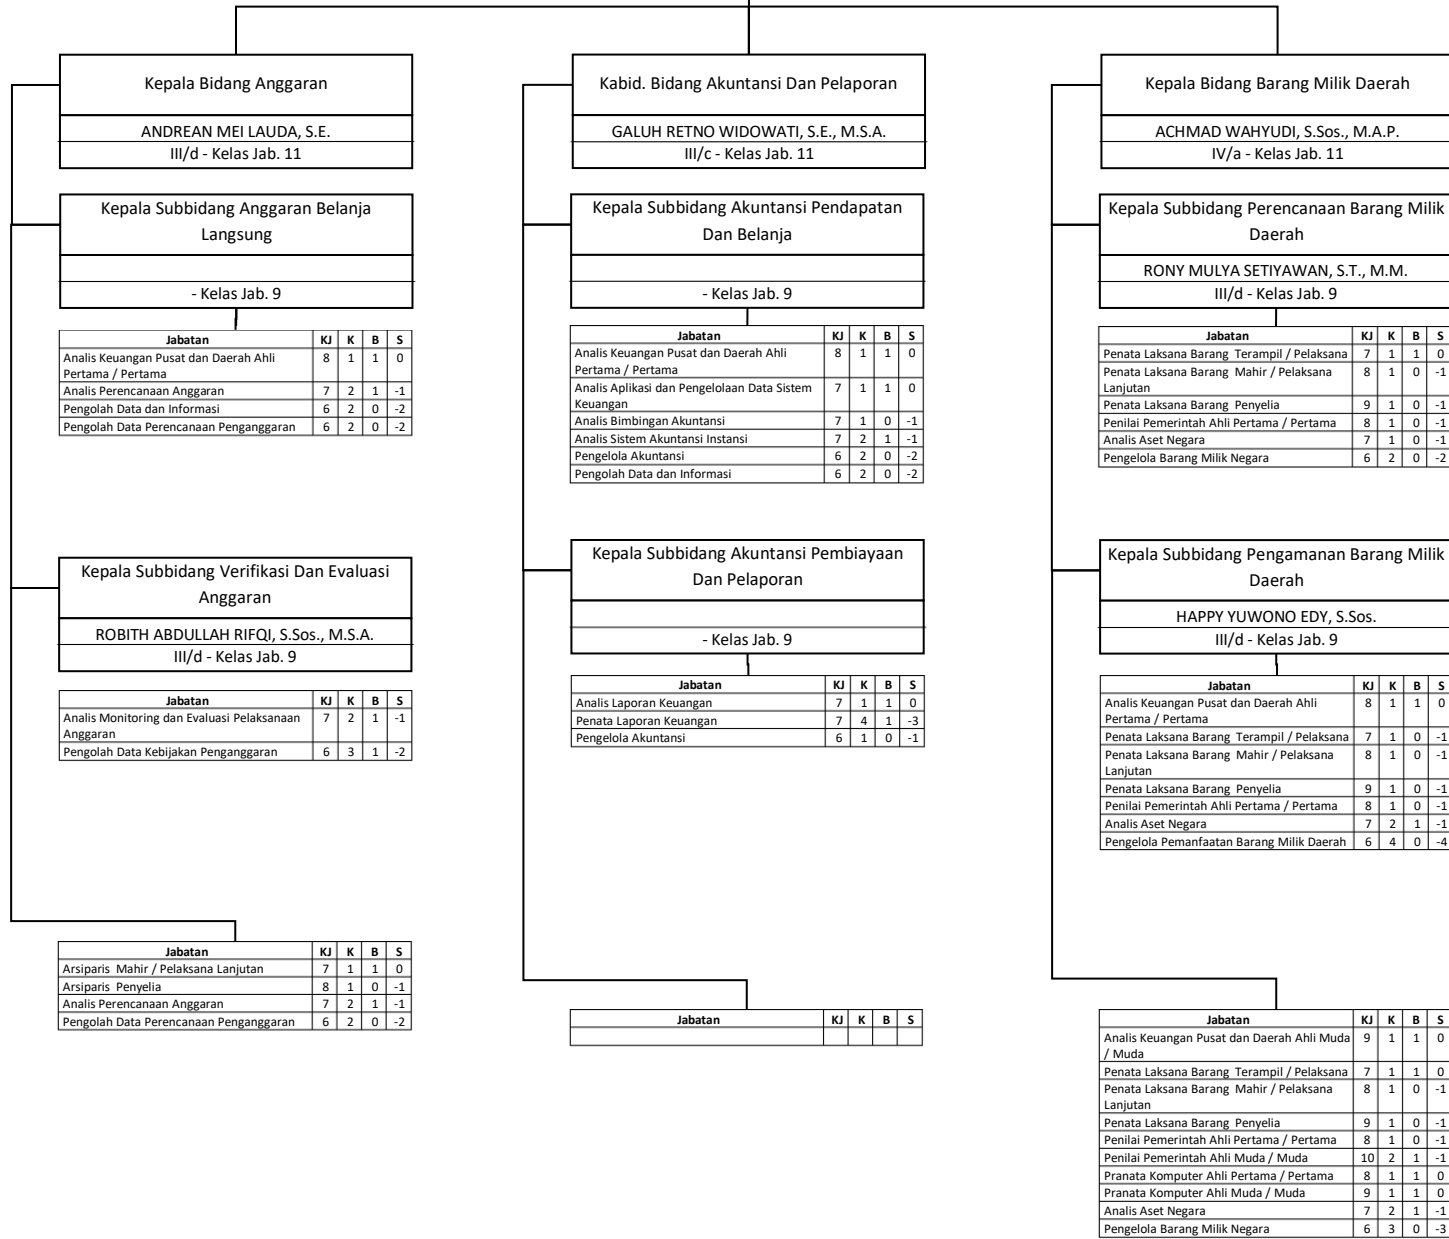 Kepala Bidang Anggaran
ANDREAN MEI LAUDA, S.E.
III/d - Kelas Jab. 11
Kepala Subbidang Anggaran Belanja
Langsung
- Kelas Jab. 9
Jabatan KJ K B S
Analis Keuangan Pusat dan Daerah Ahli 8 1 1 0
Pertama / Pertama
Analis Perencanaan Anggaran 7 2 1 -1
Pengolah Data dan Informasi 6 2 0 -2
Pengolah Data Perencanaan Penganggaran 6 2 0 -2
Kepala Subbidang Verifikasi Dan Evaluasi
Anggaran
ROBITH ABDULLAH RIFQI, S.Sos., M.S.A.
III/d - Kelas Jab. 9
Jabatan KJ K B S
Analis Monitoring dan Evaluasi Pelaksanaan 7 2 1 -1
Anggaran
Pengolah Data Kebijakan Penganggaran 6 3 1 -2
Jabatan KJ K B S
Arsiparis Mahir / Pelaksana Lanjutan 7 1 1 0
Arsiparis Penyelia 8 1 0 -1
Analis Perencanaan Anggaran 7 2 1 -1
Pengolah Data Perencanaan Penganggaran 6 2 0 -2
Kabid. Bidang Akuntansi Dan Pelaporan
GALUH RETNO WIDOWATI, S.E., M.S.A.
III/c - Kelas Jab. 11
Kepala Subbidang Akuntansi Pendapatan
Dan Belanja
- Kelas Jab. 9
Jabatan KJ K B S
Analis Keuangan Pusat dan Daerah Ahli 8 1 1 0
Pertama / Pertama
Analis Aplikasi dan Pengelolaan Data Sistem 7 1 1 0
Keuangan
Analis Bimbingan Akuntansi 7 1 0 -1
Analis Sistem Akuntansi Instansi 7 2 1 -1
Pengelola Akuntansi 6 2 0 -2
Pengolah Data dan Informasi 6 2 0 -2
Kepala Subbidang Akuntansi Pembiayaan
Dan Pelaporan
- Kelas Jab. 9
Jabatan KJ K B S
Analis Laporan Keuangan 7 1 1 0
Penata Laporan Keuangan 7 4 1 -3
Pengelola Akuntansi 6 1 0 -1
Jabatan KJ K B S
Kepala Bidang Barang Milik Daerah
ACHMAD WAHYUDI, S.Sos., M.A.P.
IV/a - Kelas Jab. 11
Kepala Subbidang Perencanaan Barang Milik
Daerah
RONY MULYA SETIYAWAN, S.T., M.M.
III/d - Kelas Jab. 9
Jabatan KJ K B S
Penata Laksana Barang Terampil / Pelaksana 7 1 1 0
Penata Laksana Barang Mahir / Pelaksana 8 1 0 -1
Lanjutan
Penata Laksana Barang Penyelia 9 1 0 -1
Penilai Pemerintah Ahli Pertama / Pertama 8 1 0 -1
Analis Aset Negara 7 1 0 -1
Pengelola Barang Milik Negara 6 2 0 -2
Kepala Subbidang Pengamanan Barang Milik
Daerah
HAPPY YUWONO EDY, S.Sos.
III/d - Kelas Jab. 9
Jabatan KJ K B S
Analis Keuangan Pusat dan Daerah Ahli 8 1 1 0
Pertama / Pertama
Penata Laksana Barang Terampil / Pelaksana 7 1 0 -1
Penata Laksana Barang Mahir / Pelaksana 8 1 0 -1
Lanjutan
Penata Laksana Barang Penyelia 9 1 0 -1
Penilai Pemerintah Ahli Pertama / Pertama 8 1 0 -1
Analis Aset Negara 7 2 1 -1
Pengelola Pemanfaatan Barang Milik Daerah 6 4 0 -4
Jabatan KJ K B S
Analis Keuangan Pusat dan Daerah Ahli Muda 9 1 1 0
/ Muda
Penata Laksana Barang Terampil / Pelaksana 7 1 1 0
Penata Laksana Barang Mahir / Pelaksana 8 1 0 -1
Lanjutan
Penata Laksana Barang Penyelia 9 1 0 -1
Penilai Pemerintah Ahli Pertama / Pertama 8 1 0 -1
Penilai Pemerintah Ahli Muda / Muda 10 2 1 -1
Pranata Komputer Ahli Pertama / Pertama 8 1 1 0
Pranata Komputer Ahli Muda / Muda 9 1 1 0
Analis Aset Negara 7 2 1 -1
Pengelola Barang Milik Negara 6 3 0 -3